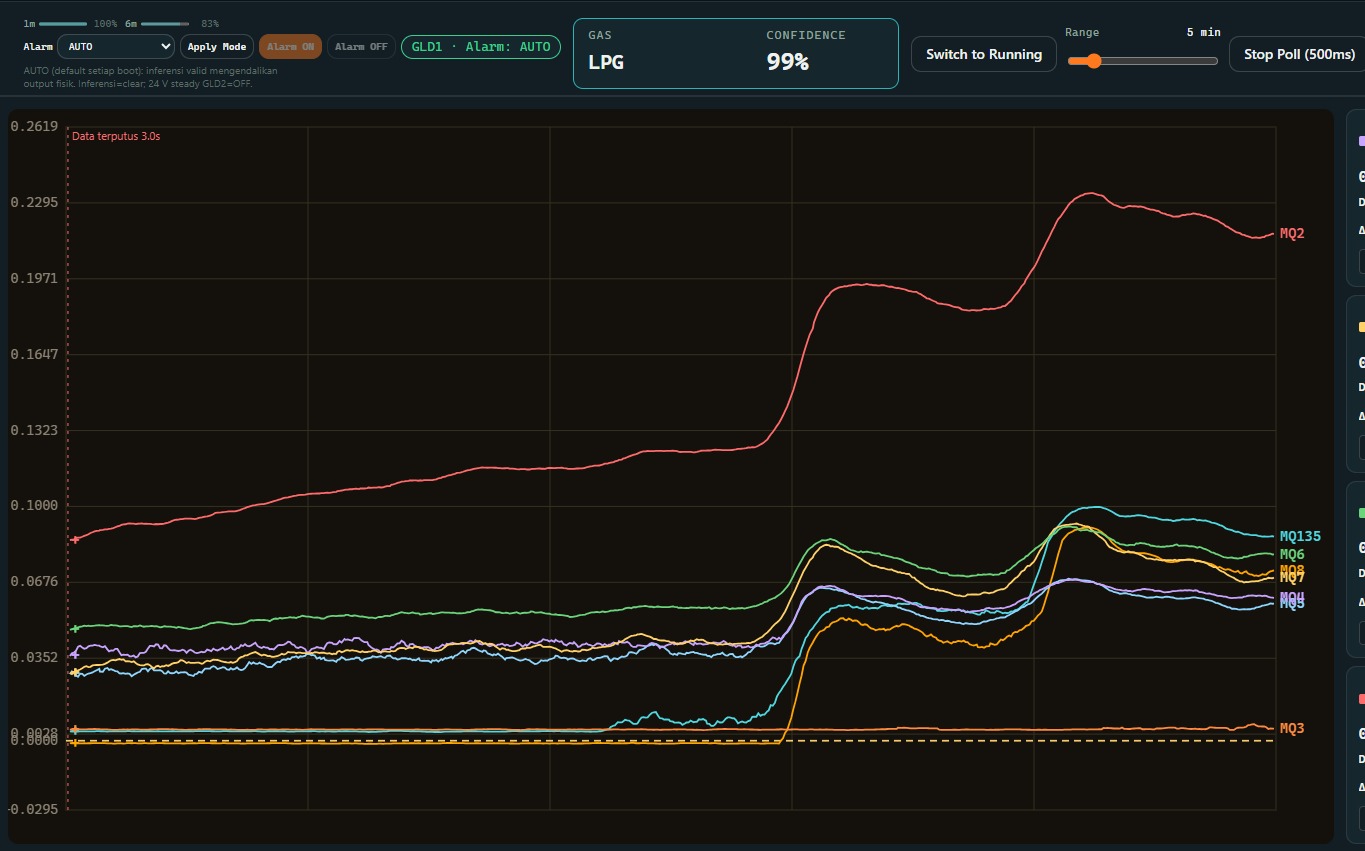 1m 100% 6m 83%
Alarm AUTO Apply Mode Alarm ON Alarm OFF GLD1 · Alarm: AUTO
AUTO (default setiap boot): inferensi valid mengendalikan
output fisik. Inferensi=clear; 24 V steady GLD2=OFF.
GAS CONFIDENCE
LPG 99%
Range 5 min
Switch to Running Stop Poll (500ms)
0.2619
Data terputus 3.0s
0.2295
MQ2
0.1971
0.1647
0.1323
0.1000
MQ135
MQ6
MQ8
0.0676 MQ7
MQ4
MQ5
0.0352
MQ3
0.0028
0.0000
-0.0295